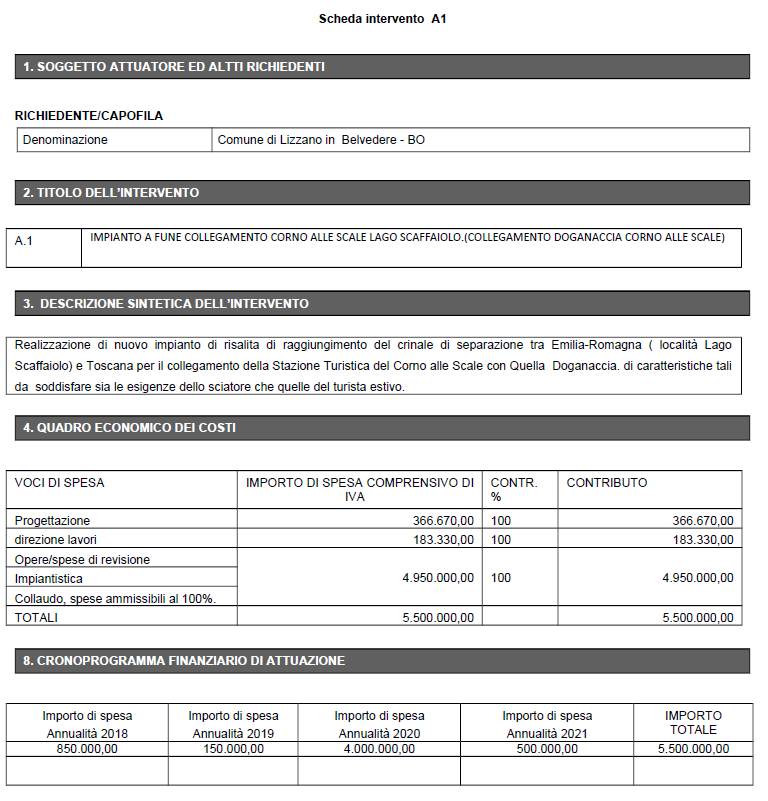 Scheda intervento A1
1. SOGGETTO ATTUATORE ED ALTTI RICHIEDENTI
RICHIEDENTE/CAPOFILA
Denominazione Comune di Lizzano in Belvedere - BO
2. TITOLO DELL'INTERVENTO
A.1 IMPIANTO A FUNE COLLEGAMENTO CORNO ALLE SCALE LAGO SCAFFAIOLO.(COLLEGAMENTO DOGANACCIA CORNO ALLE SCALE)
3. DESCRIZIONE SINTETICA DELL'INTERVENTO
Realizzazione di nuovo impianto di risalita di raggiungimento del crinale di separazione tra Emilia-Romagna ( località Lago
Scaffaiolo) e Toscana per il collegamento della Stazione Turistica del Corno alle Scale con Quella Doganaccia. di caratteristiche tali
da soddisfare sia le esigenze dello sciatore che quelle del turista estivo.
4. QUADRO ECONOMICO DEI COSTI
VOCI DI SPESA IMPORTO DI SPESA COMPRENSIVO DI IVA CONTR. % CONTRIBUTO
Progettazione 366.670,00 100 366.670,00
direzione lavori 183.330,00 100 183.330,00
Opere/spese di revisione
Impiantistica 4.950.000,00 100 4.950.000,00
Collaudo, spese ammissibili al 100%.
TOTALI 5.500.000,00 5.500.000,00
8. CRONOPROGRAMMA FINANZIARIO DI ATTUAZIONE
Importo di spesa Annualità 2018 Importo di spesa Annualità 2019 Importo di spesa Annualità 2020 Importo di spesa Annualità 2021 IMPORTO TOTALE
850.000,00 150.000,00 4.000.000,00 500.000,00 5.500.000,00